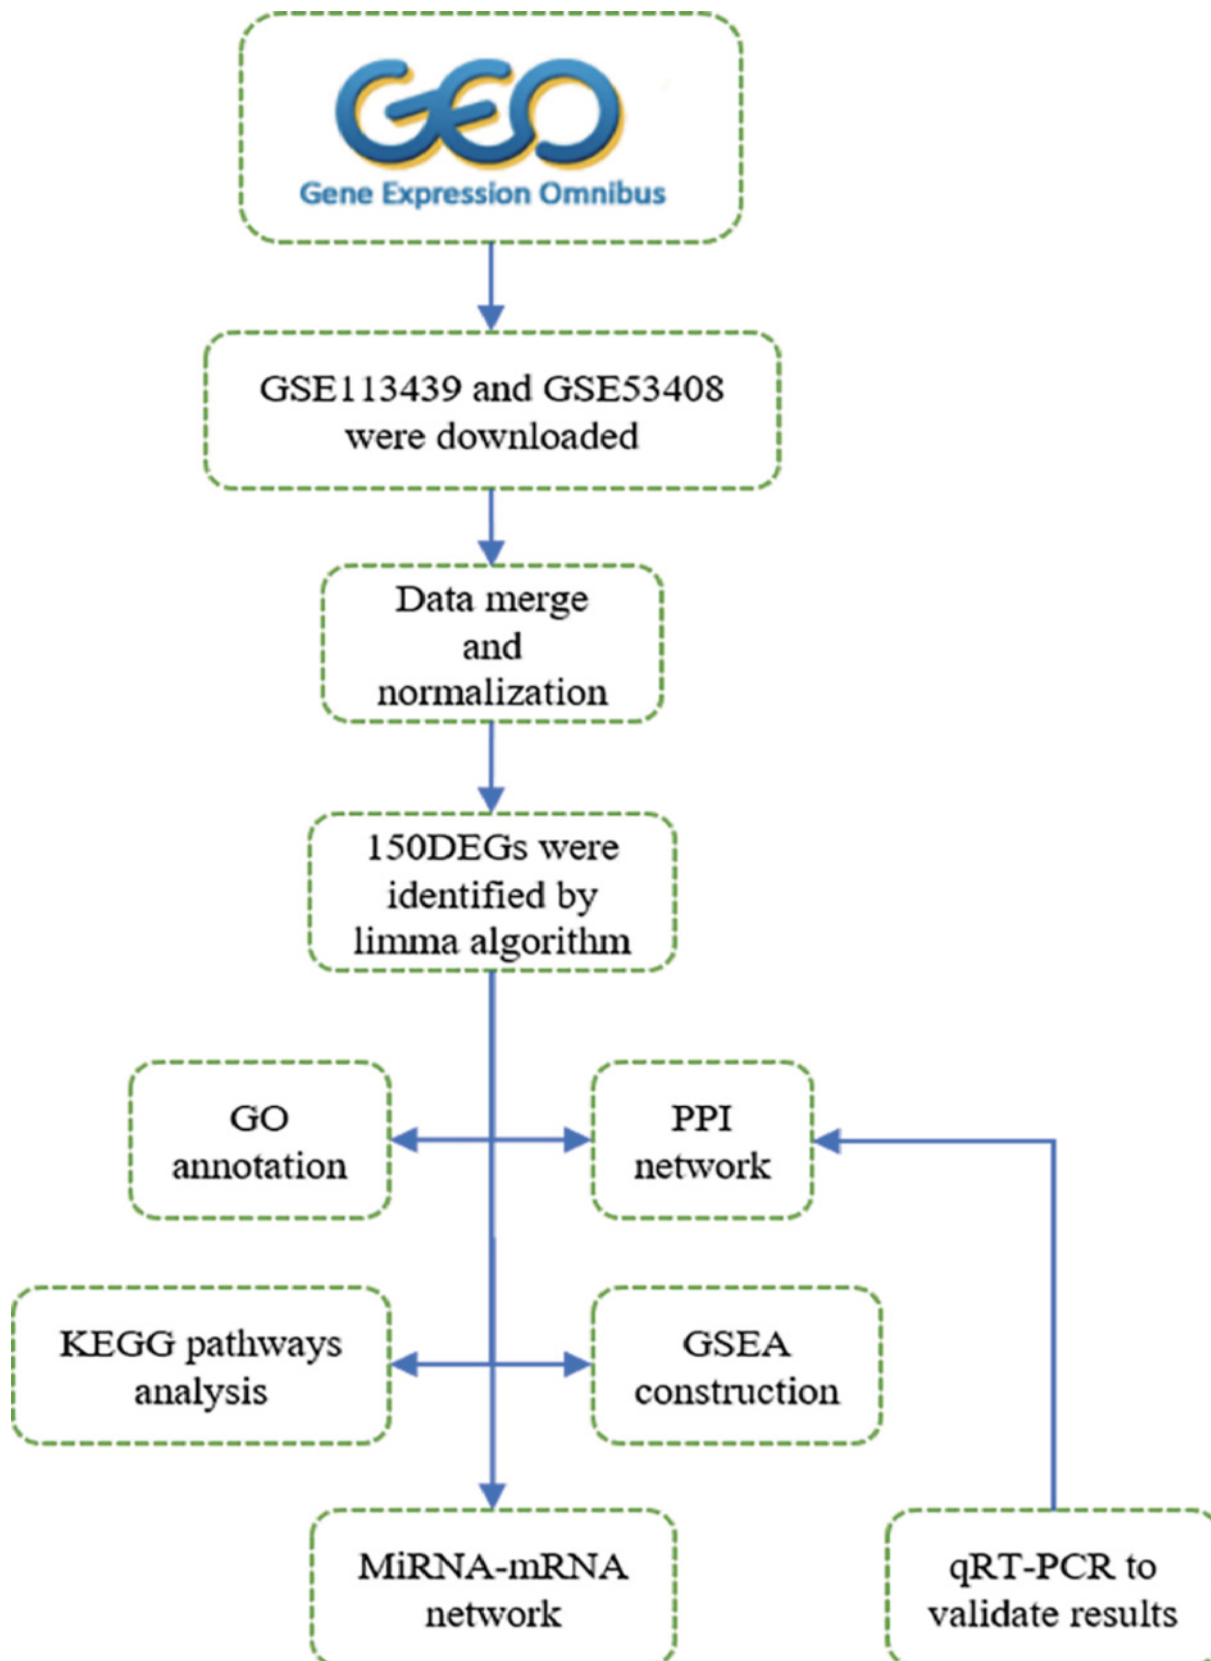 GEO
Gene Expression Omnibus
GSE113439 and GSE53408
were downloaded
Data merge
and
normalization
150DEGs were
identified by
limma algorithm
GO
annotation
PPI
network
KEGG pathways
analysis
GSEA
construction
MiRNA-mRNA
network
qRT-PCR to
validate results